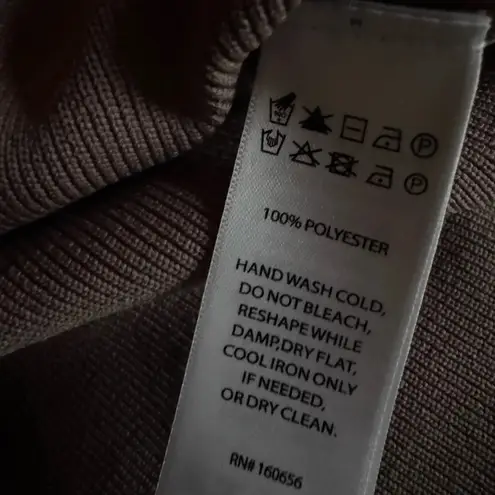 100% POLYESTER
HAND WASH COLD,
DO NOT BLEACH,
RESHAPE WHILE
DAMP,DRY FLAT,
COOL IRON ONLY
IF NEEDED,
OR DRY CLEAN.
RN# 160656